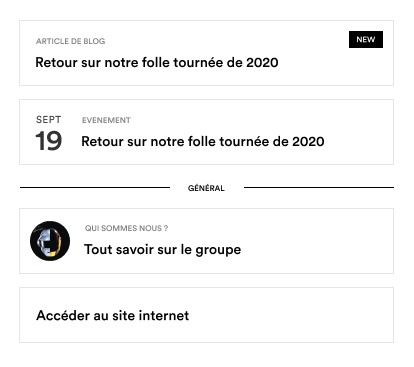 ARTICLE DE BLOG
NEW
Retour sur notre folle tournée de 2020
SEPT
19
EVENEMENT
Retour sur notre folle tournée de 2020
GÉNÉRAL
QUI SOMMES NOUS ?
Tout savoir sur le groupe
Accéder au site internet